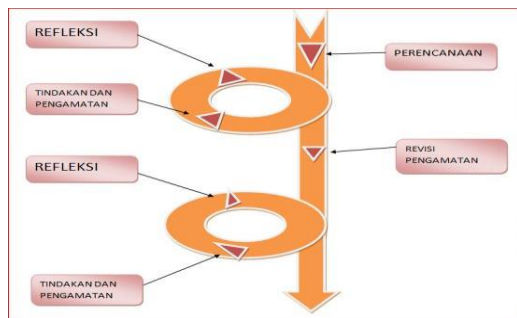 REFLEKSI
PERENCANAAN
TINDAKAN DAN
PENGAMATAN
REVISI
PENGAMATAN
REFLEKSI
TINDAKAN DAN
PENGAMATAN